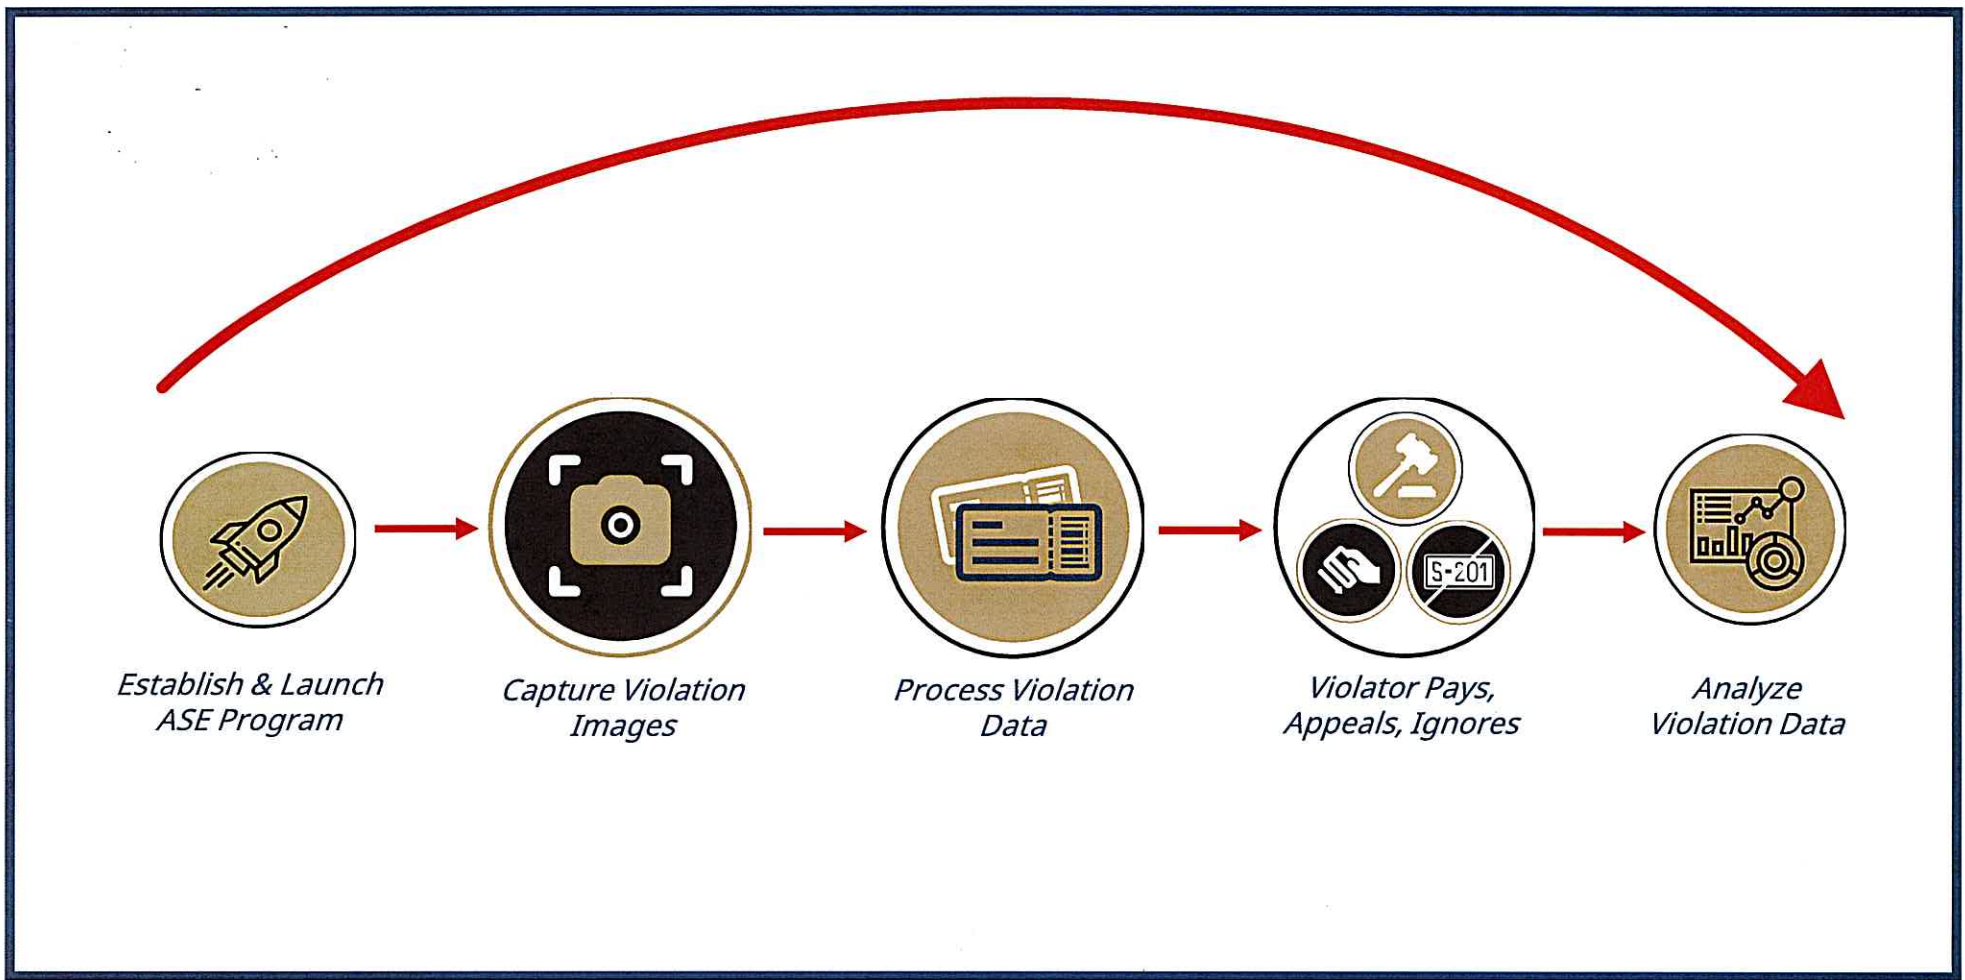 S-201
Establish & Launch
ASE Program
Capture Violation
Images
Process Violation
Data
Violator Pays,
Appeals, Ignores
Analyze
Violation Data